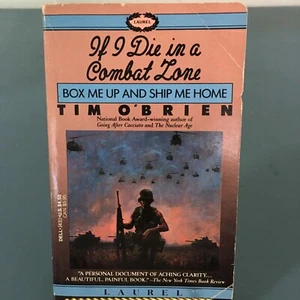 LAUREL
If I Die in a
Combat Zone
BOX ME UP AND SHIP ME HOME
TIM O'BRIEN
National Book Award-winning author of
Going After Cacciato and The Nuclear Age
"A PERSONAL DOCUMENT OF ACHING CLARITY....
A BEAUTIFUL, PAINFUL BOOK."—The New York Times Book Review
LAUREL